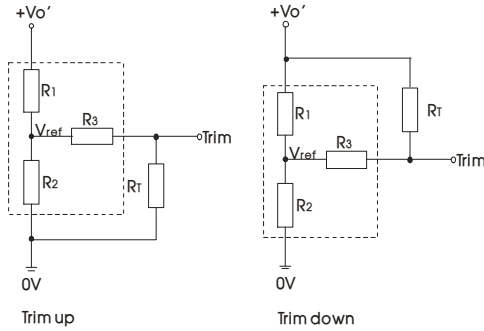 +Vo'
R1
Vref
R3
Trim
R2
RT
0V
Trim up
+Vo'
R1
RT
Vref
R3
Trim
R2
0V
Trim down